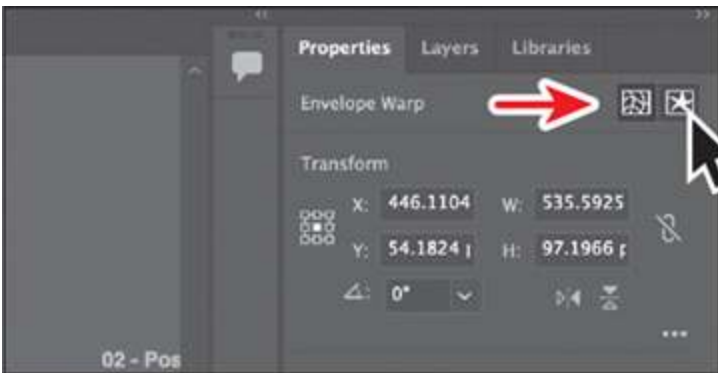 Properties Layers Libraries
Envelope Warp
Transform
X: 446.1104 W: 535.5925
Y: 54.1824 p H: 97.1966 p
0°
02 - Pos